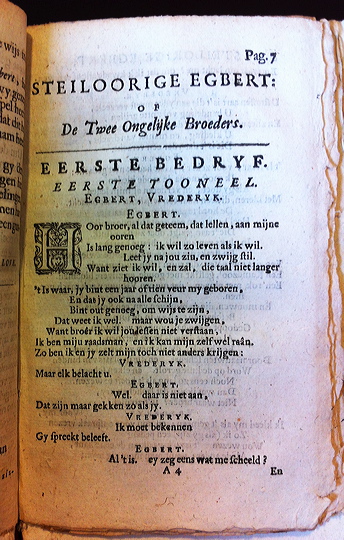 Pag. 7
STEILOORIGE EGBERT:
OF
De Twee Ongelijke Broeders.
EERSTE BEDRYF.
EERSTE TOONEEL.
EGBERT, VREDERYK.
EGBERT.
HOor broer, al dat geteem, dat lellen, aan mijne
ooren
Is lang genoeg: ik wil zo leven als ik wil.
Leef jy na jou zin, en zwijg stil.
Want ziet ik wil, en zal, die taal niet langer
hooren.
't Is waar, jy bint een jaar of tien veur my geboren,
En das jy ook na alle schijn,
Bint out genoeg, om wijs te zijn,
Dat weet ik wel. maar wou je zwijgen,
Want broêr ik wil jou lessen niet verstaan,
Ik ben mijn raadsman, en ik kan mijn zelf wel raân.
Zo ben ik en jy zelt mijn toch niet anders krijgen:
VREDERYK.
Maar elk belacht u.
EGBERT.
Wel. daar is niet aan,
Dat zijn maar gekken zo als jy.
VREDERYK.
Ik moet bekennen
Gy spreekt beleeft.
EGBERT.
Al 't is. ey zeg eens wat me scheeld?
A 4 En